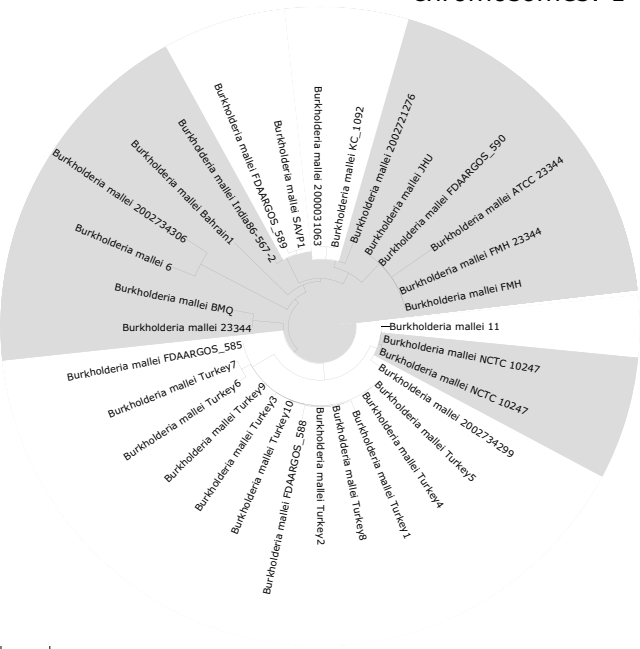 Burkholderia mallei 2000031063
Burkholderia mallei KC_1092
Burkholderia mallei 2002721276
Burkholderia mallei JHU
Burkholderia mallei FDAARGOS_590
Burkholderia mallei ATCC 23344
Burkholderia mallei FMH 23344
Burkholderia mallei FMH
Burkholderia mallei 11
Burkholderia mallei NCTC 10247
Burkholderia mallei NCTC 10247
Burkholderia mallei 2002734299
Burkholderia mallei Turkey5
Burkholderia mallei Turkey4
Burkholderia mallei Turkey1
Burkholderia mallei Turkey8
Burkholderia mallei Turkey2
Burkholderia mallei FDAARGOS_588
Burkholderia mallei Turkey10
Burkholderia mallei Turkey3
Burkholderia mallei Turkey9
Burkholderia mallei Turkey6
Burkholderia mallei Turkey7
Burkholderia mallei FDAARGOS_585
Burkholderia mallei 23344
Burkholderia mallei BMQ
Burkholderia mallei 6
Burkholderia mallei 2002734306
Burkholderia mallei Bahrain1
Burkholderia mallei India86-567-2
Burkholderia mallei FDAARGOS_589
Burkholderia mallei SAVP1